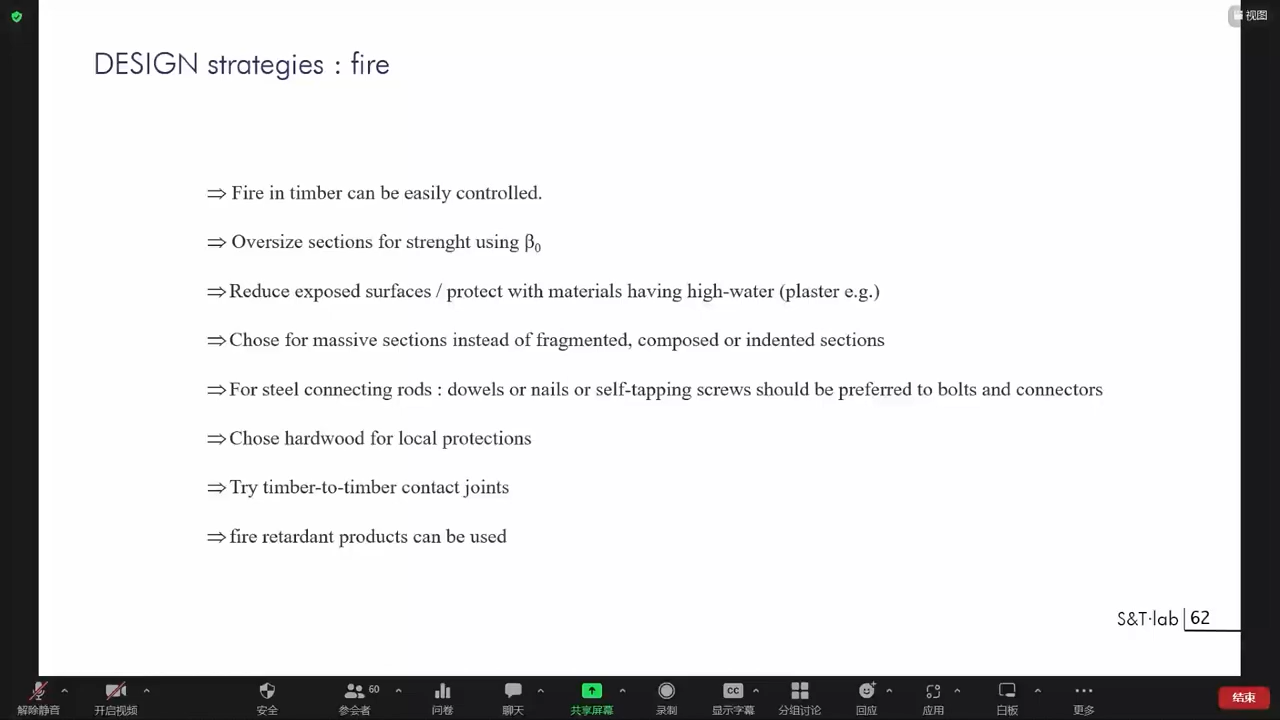 视图
DESIGN strategies : fire
⇒ Fire in timber can be easily controlled.
⇒ Oversize sections for strenght using β₀
⇒ Reduce exposed surfaces / protect with materials having high-water (plaster e.g.)
⇒ Chose for massive sections instead of fragmented, composed or indented sections
⇒ For steel connecting rods : dowels or nails or self-tapping screws should be preferred to bolts and connectors
⇒ Chose hardwood for local protections
⇒ Try timber-to-timber contact joints
⇒ fire retardant products can be used
S&T·lab 62
60
CC
解除静音 开启视频 安全 参会者 问卷 聊天 共享屏幕 录制 显示字幕 分组讨论 回应 应用 白板 更多 结束